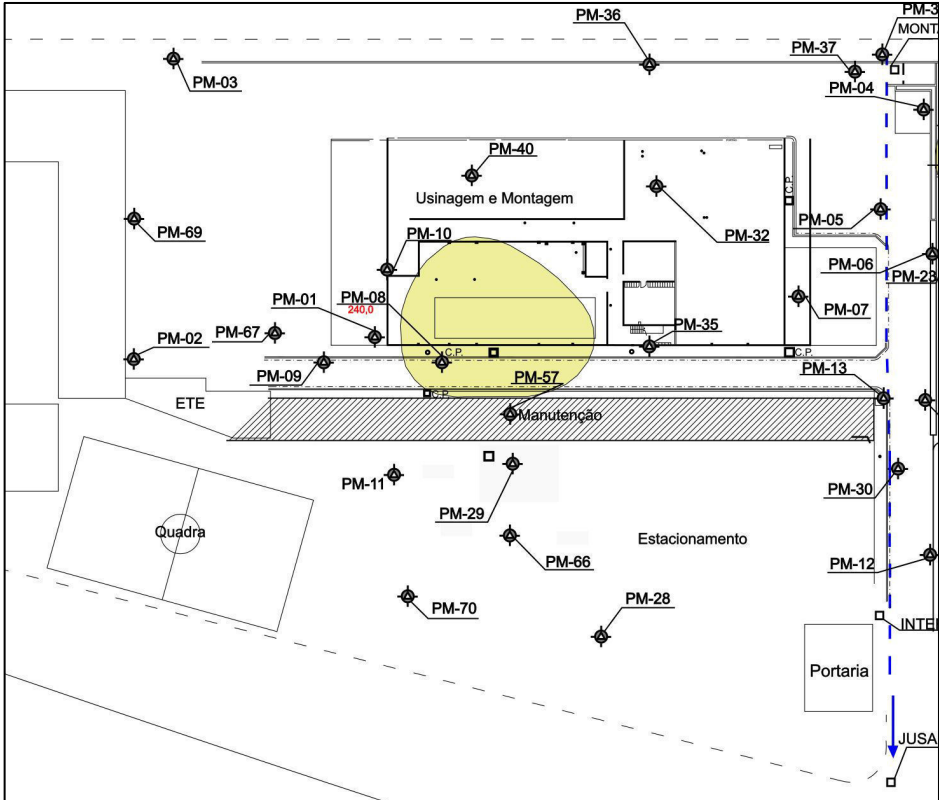 PM-3
PM-36
MONT.
PM-37
PM-03
PM-04
PM-40
Usinagem e Montagem
C.P.
PM-05
PM-69
PM-32
PM-10
PM-06
PM-23
PM-01
PM-08
240,0
PM-07
PM-67
PM-35
PM-02
C.P.
C.P.
PM-09
PM-57
PM-13
ETE
C.P.
Manutenção
PM-11
PM-30
PM-29
Quadra
Estacionamento
PM-66
PM-12
PM-70
PM-28
INTE
Portaria
JUSA